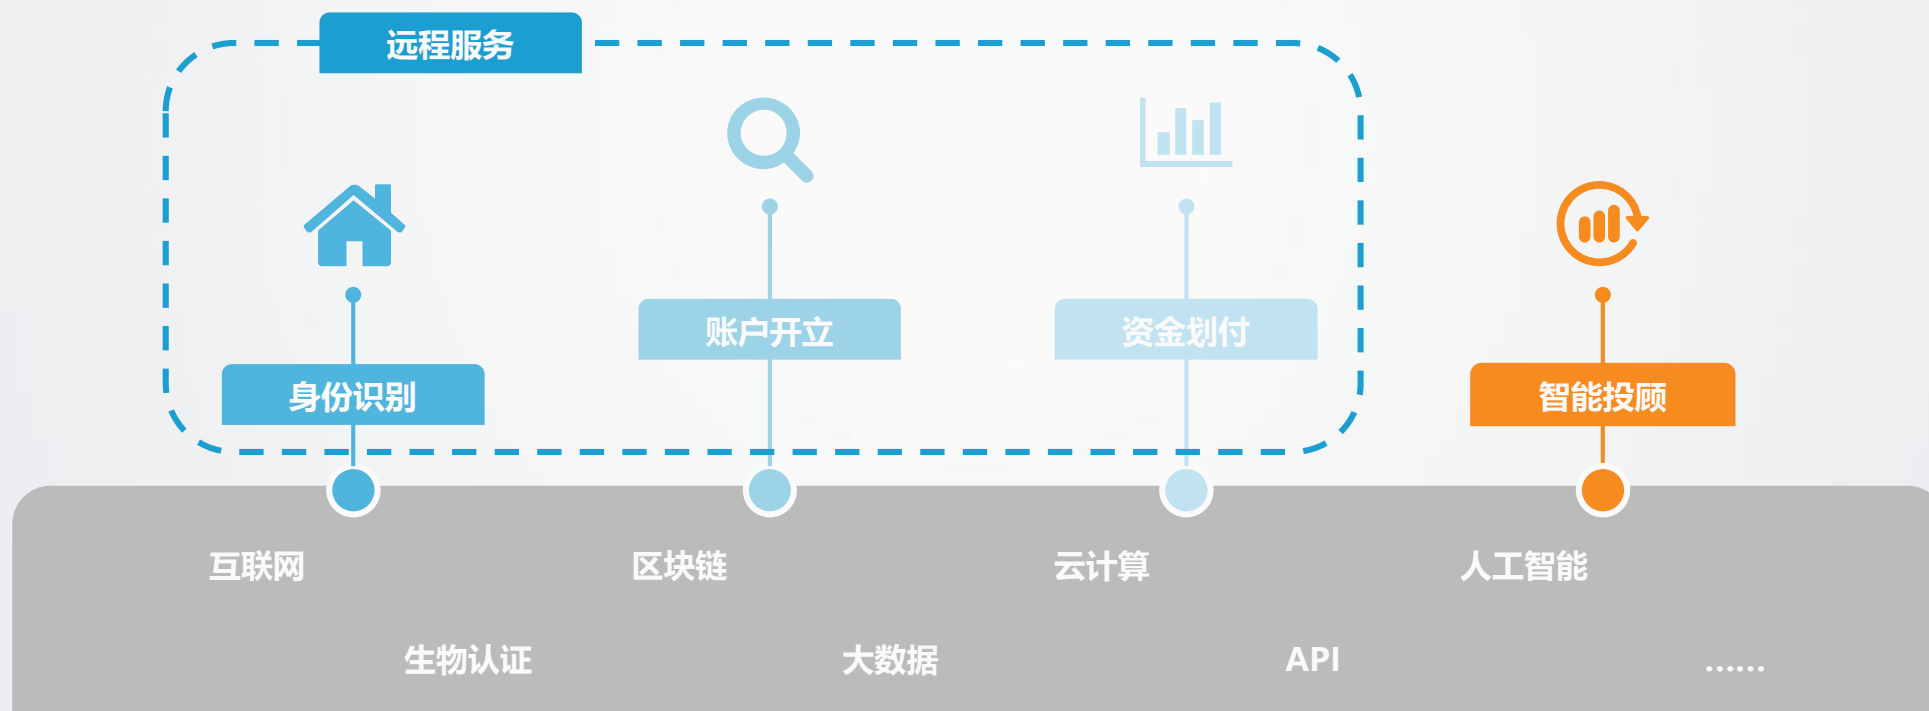 远程服务
身份识别
账户开立
资金划付
智能投顾
互联网
区块链
云计算
人工智能
生物认证
大数据
API
......